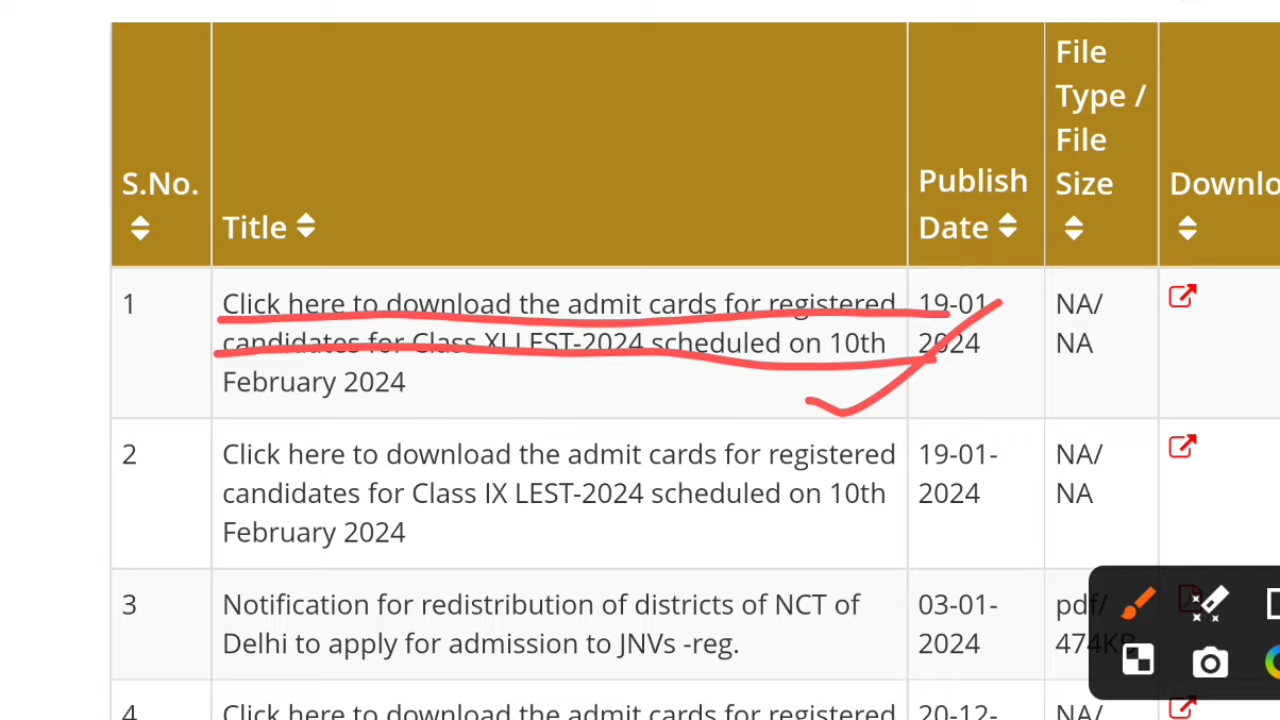 S.No.
Title
Publish
Date
File
Type /
File
Size
Downlo
1
Click here to download the admit cards for registered
candidates for Class XI LEST-2024 scheduled on 10th
February 2024
19-01-
2024
NA/
NA
2
Click here to download the admit cards for registered
candidates for Class IX LEST-2024 scheduled on 10th
February 2024
19-01-
2024
NA/
NA
3
Notification for redistribution of districts of NCT of
Delhi to apply for admission to JNVs -reg.
03-01-
2024
pdf/
474KB
4
Click here to download the admit cards for registered
20-12-
NA/